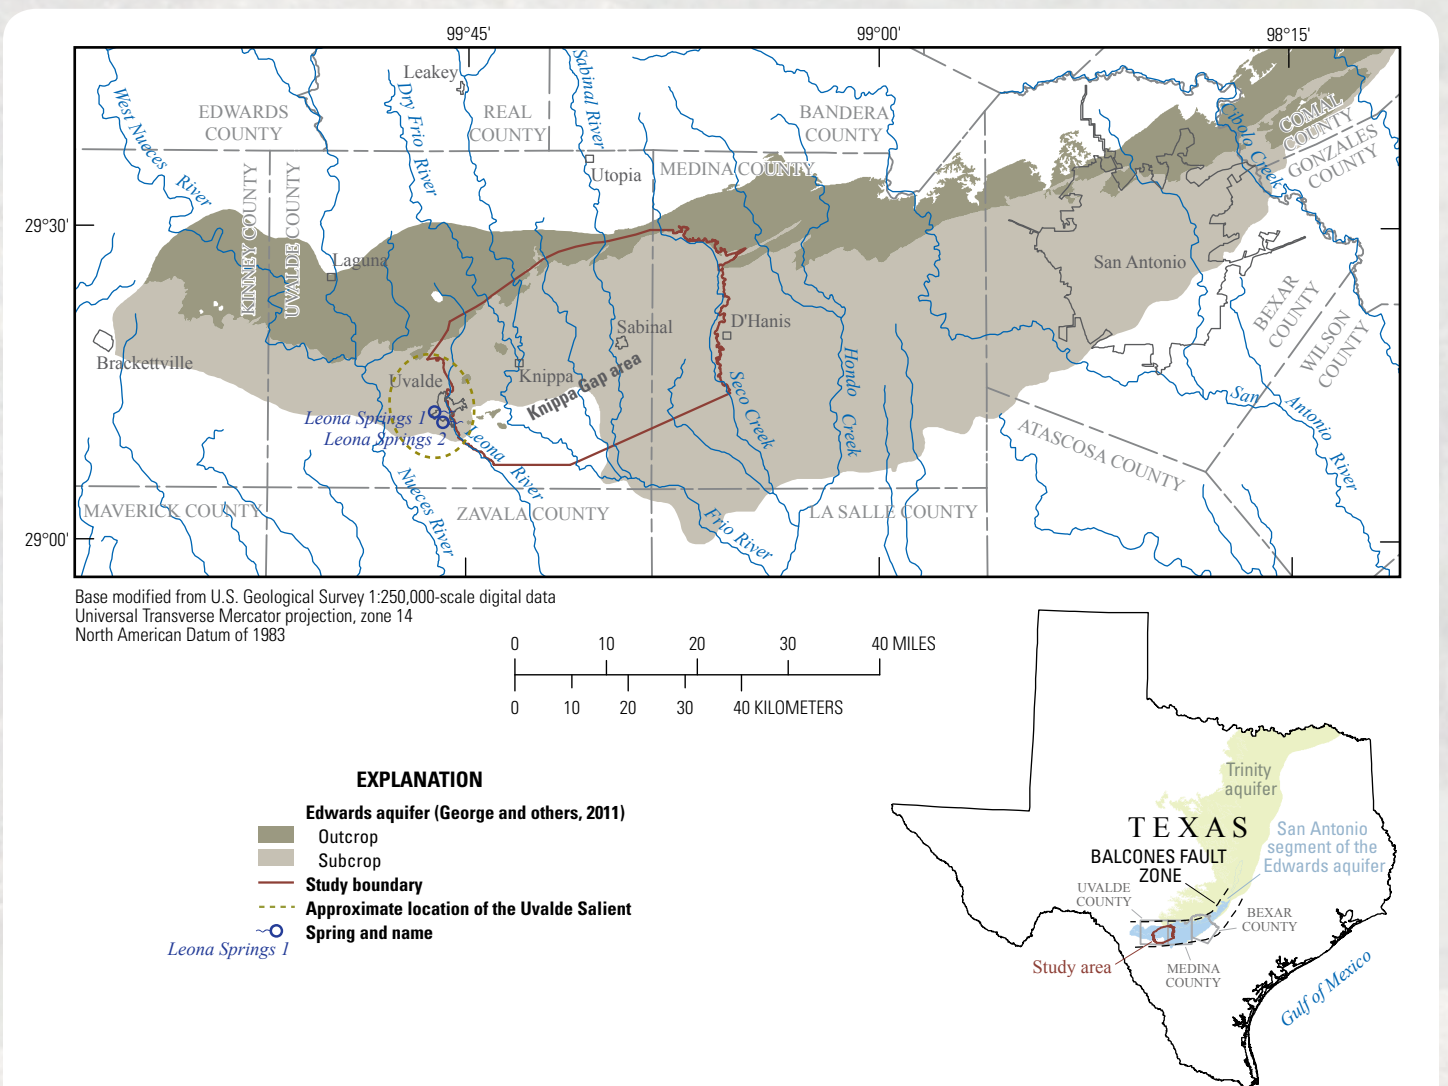 99°45'
99°00'
98°15'
29°30'
29°00'
West Nueces River
EDWARDS
COUNTY
Leakey
Dry Frio River
REAL
COUNTY
Sabinal River
BANDERA
COUNTY
Cibolo Creek
COMAL
COUNTY
GONZALES
COUNTY
KINNEY COUNTY
UVALDE COUNTY
Utopia
MEDINA COUNTY
Laguna
San Antonio
BEXAR
COUNTY
WILSON
COUNTY
Brackettville
Uvalde
Knippa
Sabinal
Knippa Gap area
D'Hanis
Seco Creek
Hondo Creek
San Antonio River
Leona Springs 1
Leona Springs 2
Leona River
Nueces River
Frio River
ATASCOSA COUNTY
MAVERICK COUNTY
ZAVALA COUNTY
LA SALLE COUNTY
Base modified from U.S. Geological Survey 1:250,000-scale digital data
Universal Transverse Mercator projection, zone 14
North American Datum of 1983
0 10 20 30 40 MILES
0 10 20 30 40 KILOMETERS
EXPLANATION
Edwards aquifer (George and others, 2011)
Outcrop
Subcrop
Study boundary
Approximate location of the Uvalde Salient
Spring and name
Leona Springs 1
Trinity
aquifer
TEXAS
San Antonio
segment of the
Edwards aquifer
BALCONES FAULT
ZONE
UVALDE
COUNTY
BEXAR
COUNTY
Study area
MEDINA
COUNTY
Gulf of Mexico